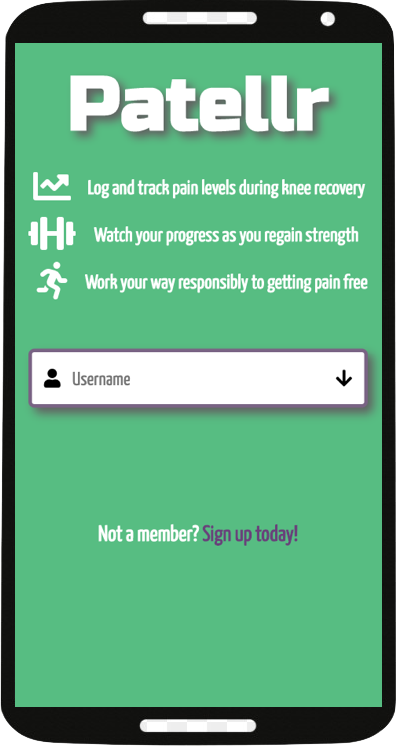 Patellr
Log and track pain levels during knee recovery
Watch your progress as you regain strength
Work your way responsibly to getting pain free
Username
Not a member? Sign up today!